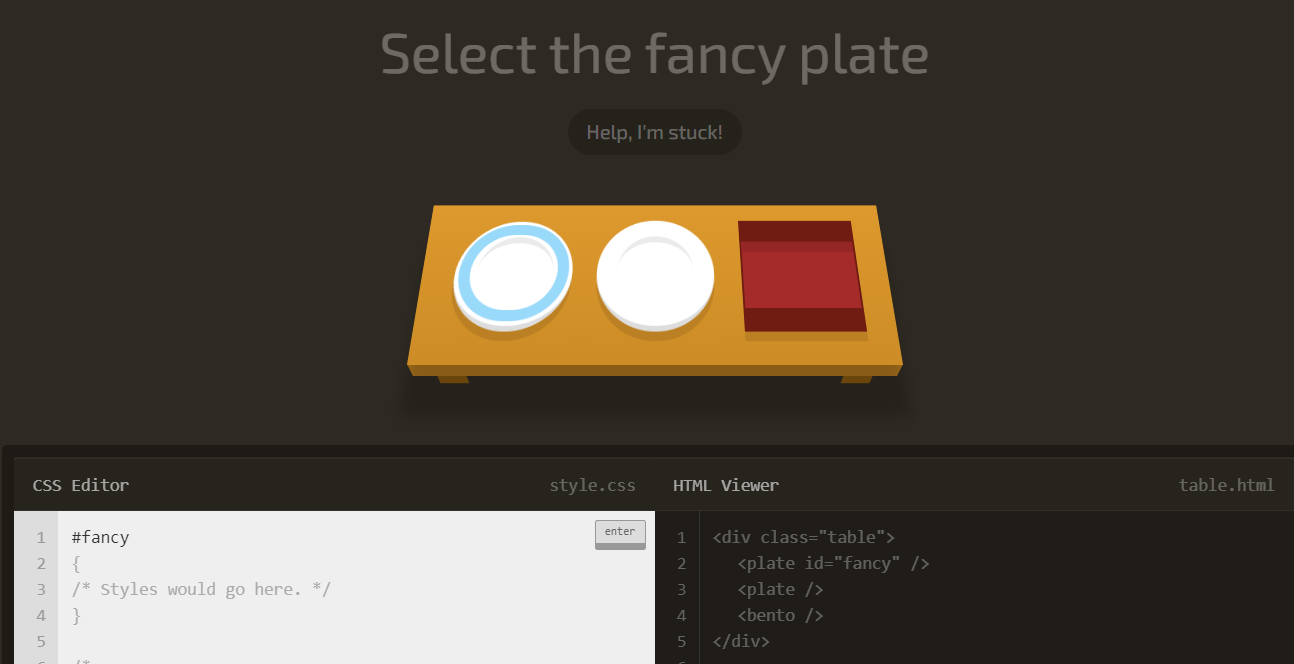 Select the fancy plate
Help, I'm stuck!
CSS Editor
style.css
HTML Viewer
table.html
enter
1 #fancy
2 {
3 /* Styles would go here. */
4 }
5
1 <div class="table">
2 <plate id="fancy" />
3 <plate />
4 <bento />
5 </div>